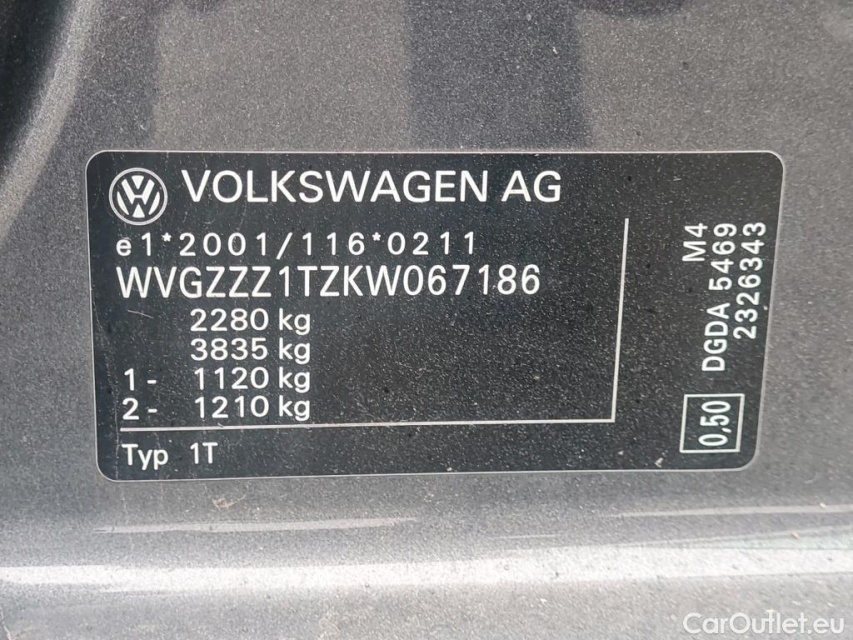 VOLKSWAGEN AG
e1*2001/116*0211
WVGZZZ1TZKW067186
2280 kg
3835 kg
1- 1120 kg
2- 1210 kg
Typ 1T
M4
DGDA 5469
2326343
0,50
CarOutlet.eu